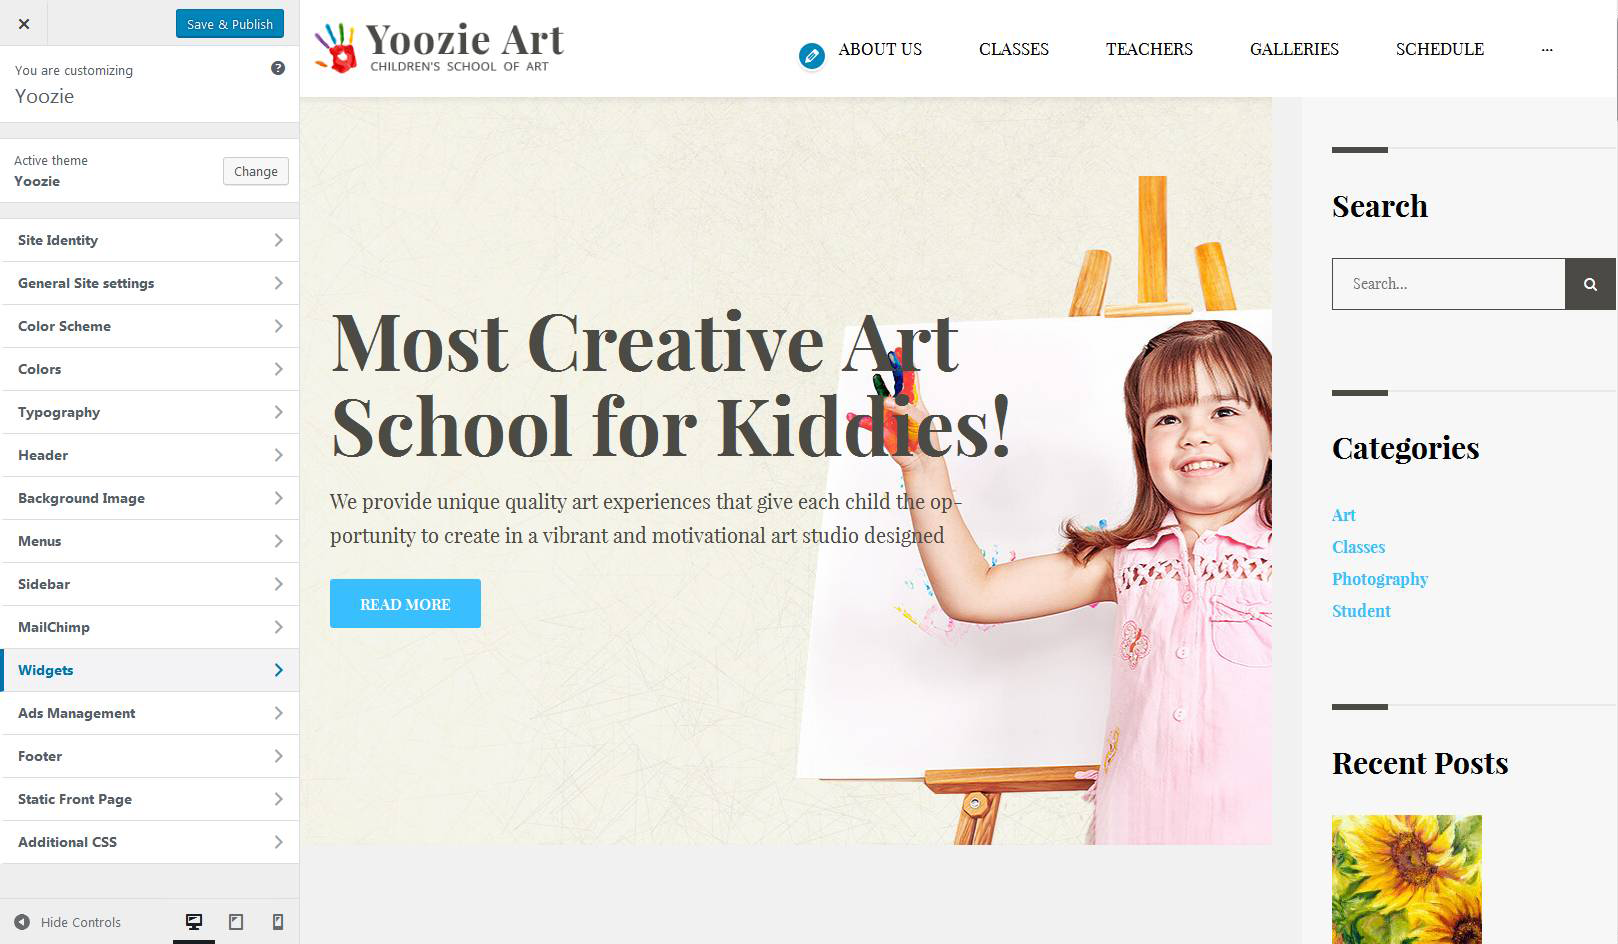 Save & Publish
You are customizing
Yoozie
Active theme
Yoozie
Change
Site Identity
General Site settings
Color Scheme
Colors
Typography
Header
Background Image
Menus
Sidebar
MailChimp
Widgets
Ads Management
Footer
Static Front Page
Additional CSS
Hide Controls
Yoozie Art
CHILDREN'S SCHOOL OF ART
ABOUT US CLASSES TEACHERS GALLERIES SCHEDULE ...
Most Creative Art
School for Kiddies!
We provide unique quality art experiences that give each child the op-
portunity to create in a vibrant and motivational art studio designed
READ MORE
Search
Search...
Categories
Art
Classes
Photography
Student
Recent Posts